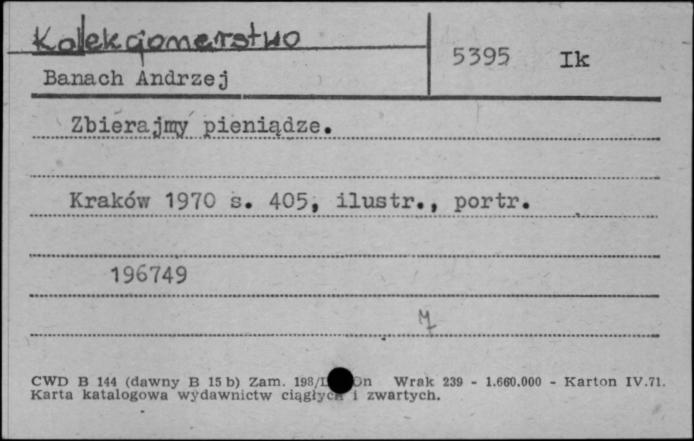 Kolekcjonerstwo
5395 Ik
Banach Andrzej
Zbierajmy pieniądze.
Kraków 1970 s. 405, ilustr., portr.
196749
CWD B 144 (dawny B 15 b) Zam. Wrak 239 - 1.660.000 - Karton IV.71.
Karta katalogowa wydawnictw ciągłych i zwartych.